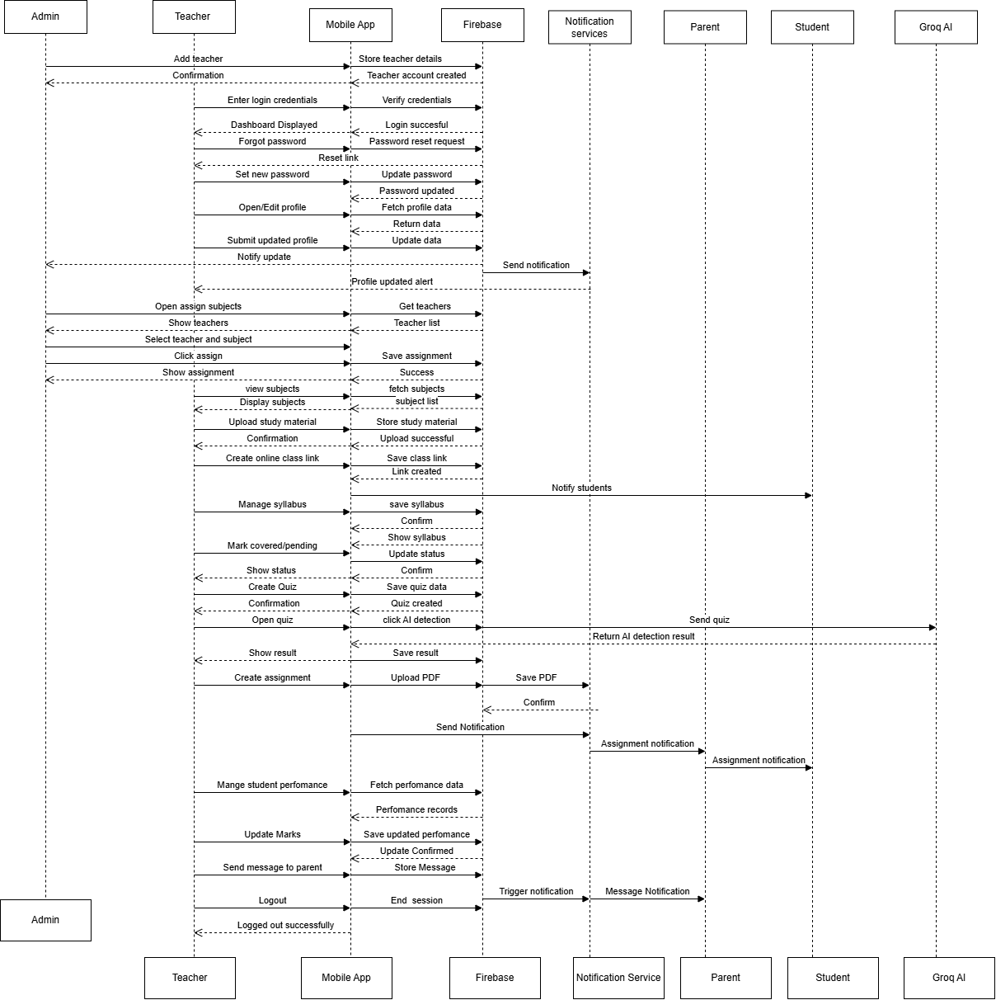 Admin
Teacher
Mobile App
Firebase
Notification
services
Parent
Student
Groq AI
Add teacher
Store teacher details
Confirmation
Teacher account created
Enter login credentials
Verify credentials
Dashboard Displayed
Login succesful
Forgot password
Password reset request
Reset link
Set new password
Update password
Password updated
Open/Edit profile
Fetch profile data
Return data
Submit updated profile
Update data
Notify update
Send notification
Profile updated alert
Open assign subjects
Get teachers
Show teachers
Teacher list
Select teacher and subject
Click assign
Save assignment
Show assignment
Success
view subjects
fetch subjects
Display subjects
subject list
Upload study material
Store study material
Confirmation
Upload successful
Create online class link
Save class link
Link created
Notify students
Manage syllabus
save syllabus
Confirm
Show syllabus
Mark covered/pending
Update status
Show status
Confirm
Create Quiz
Save quiz data
Confirmation
Quiz created
Open quiz
click AI detection
Send quiz
Return AI detection result
Show result
Save result
Create assignment
Upload PDF
Save PDF
Confirm
Send Notification
Assignment notification
Assignment notification
Mange student perfomance
Fetch perfomance data
Perfomance records
Update Marks
Save updated perfomance
Update Confirmed
Send message to parent
Store Message
Trigger notification
Message Notification
Logout
End  session
Logged out successfully
Admin
Teacher
Mobile App
Firebase
Notification Service
Parent
Student
Groq AI